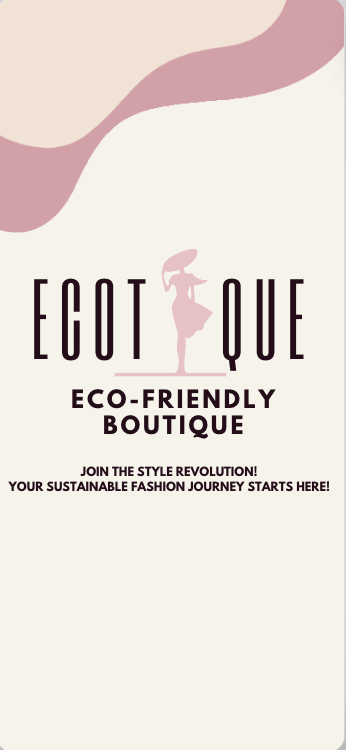 ECOT QUE
ECO-FRIENDLY
BOUTIQUE
JOIN THE STYLE REVOLUTION!
YOUR SUSTAINABLE FASHION JOURNEY STARTS HERE!